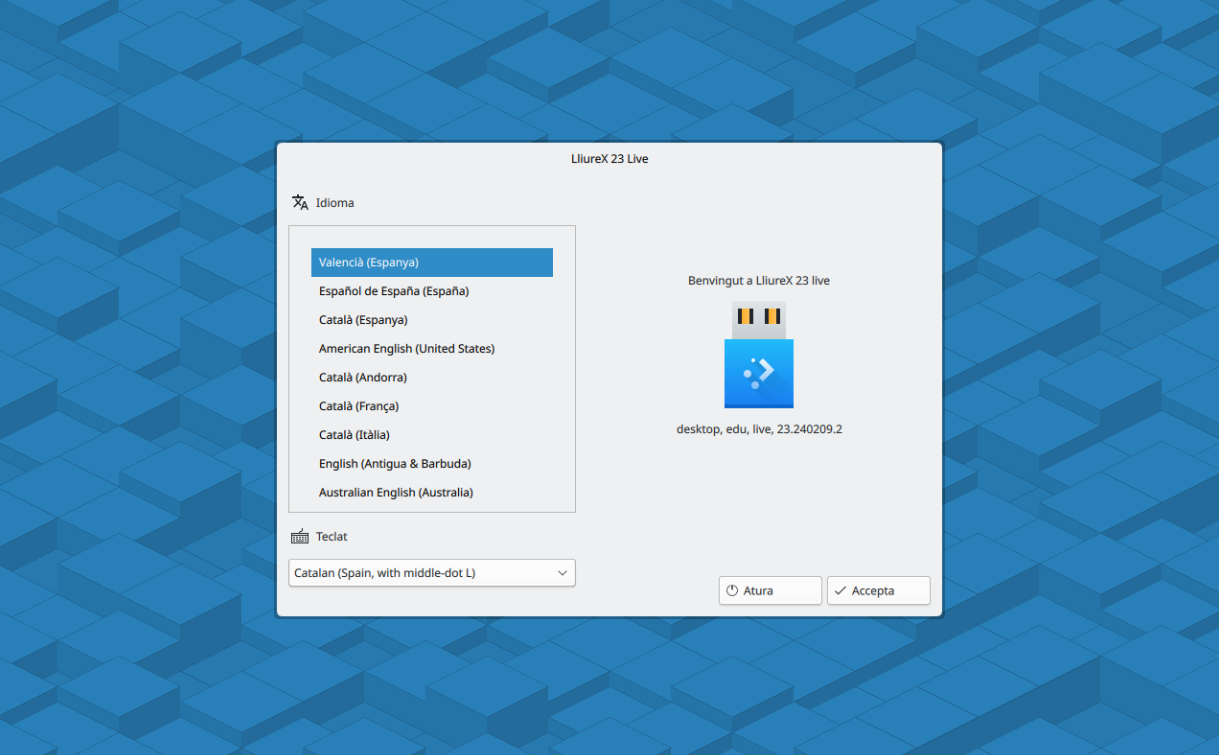 LliureX 23 Live
Idioma
Valencià (Espanya)
Español de España (España)
Català (Espanya)
American English (United States)
Català (Andorra)
Català (França)
Català (Itàlia)
English (Antigua & Barbuda)
Australian English (Australia)
Teclat
Catalan (Spain, with middle-dot L)
Benvingut a LliureX 23 live
desktop, edu, live, 23.240209.2
Atura
Accepta